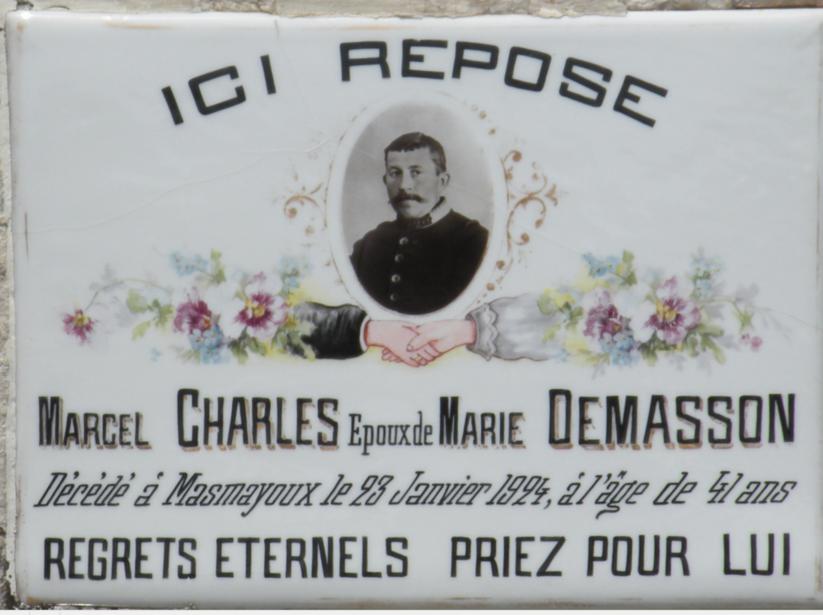 ICI REPOSE
MARCEL CHARLES Epoux de MARIE DEMASSON
Décédé á Masmayoux le 23 Janvier 1924, á l'âge de 41 ans
REGRETS ETERNELS PRIEZ POUR LUI